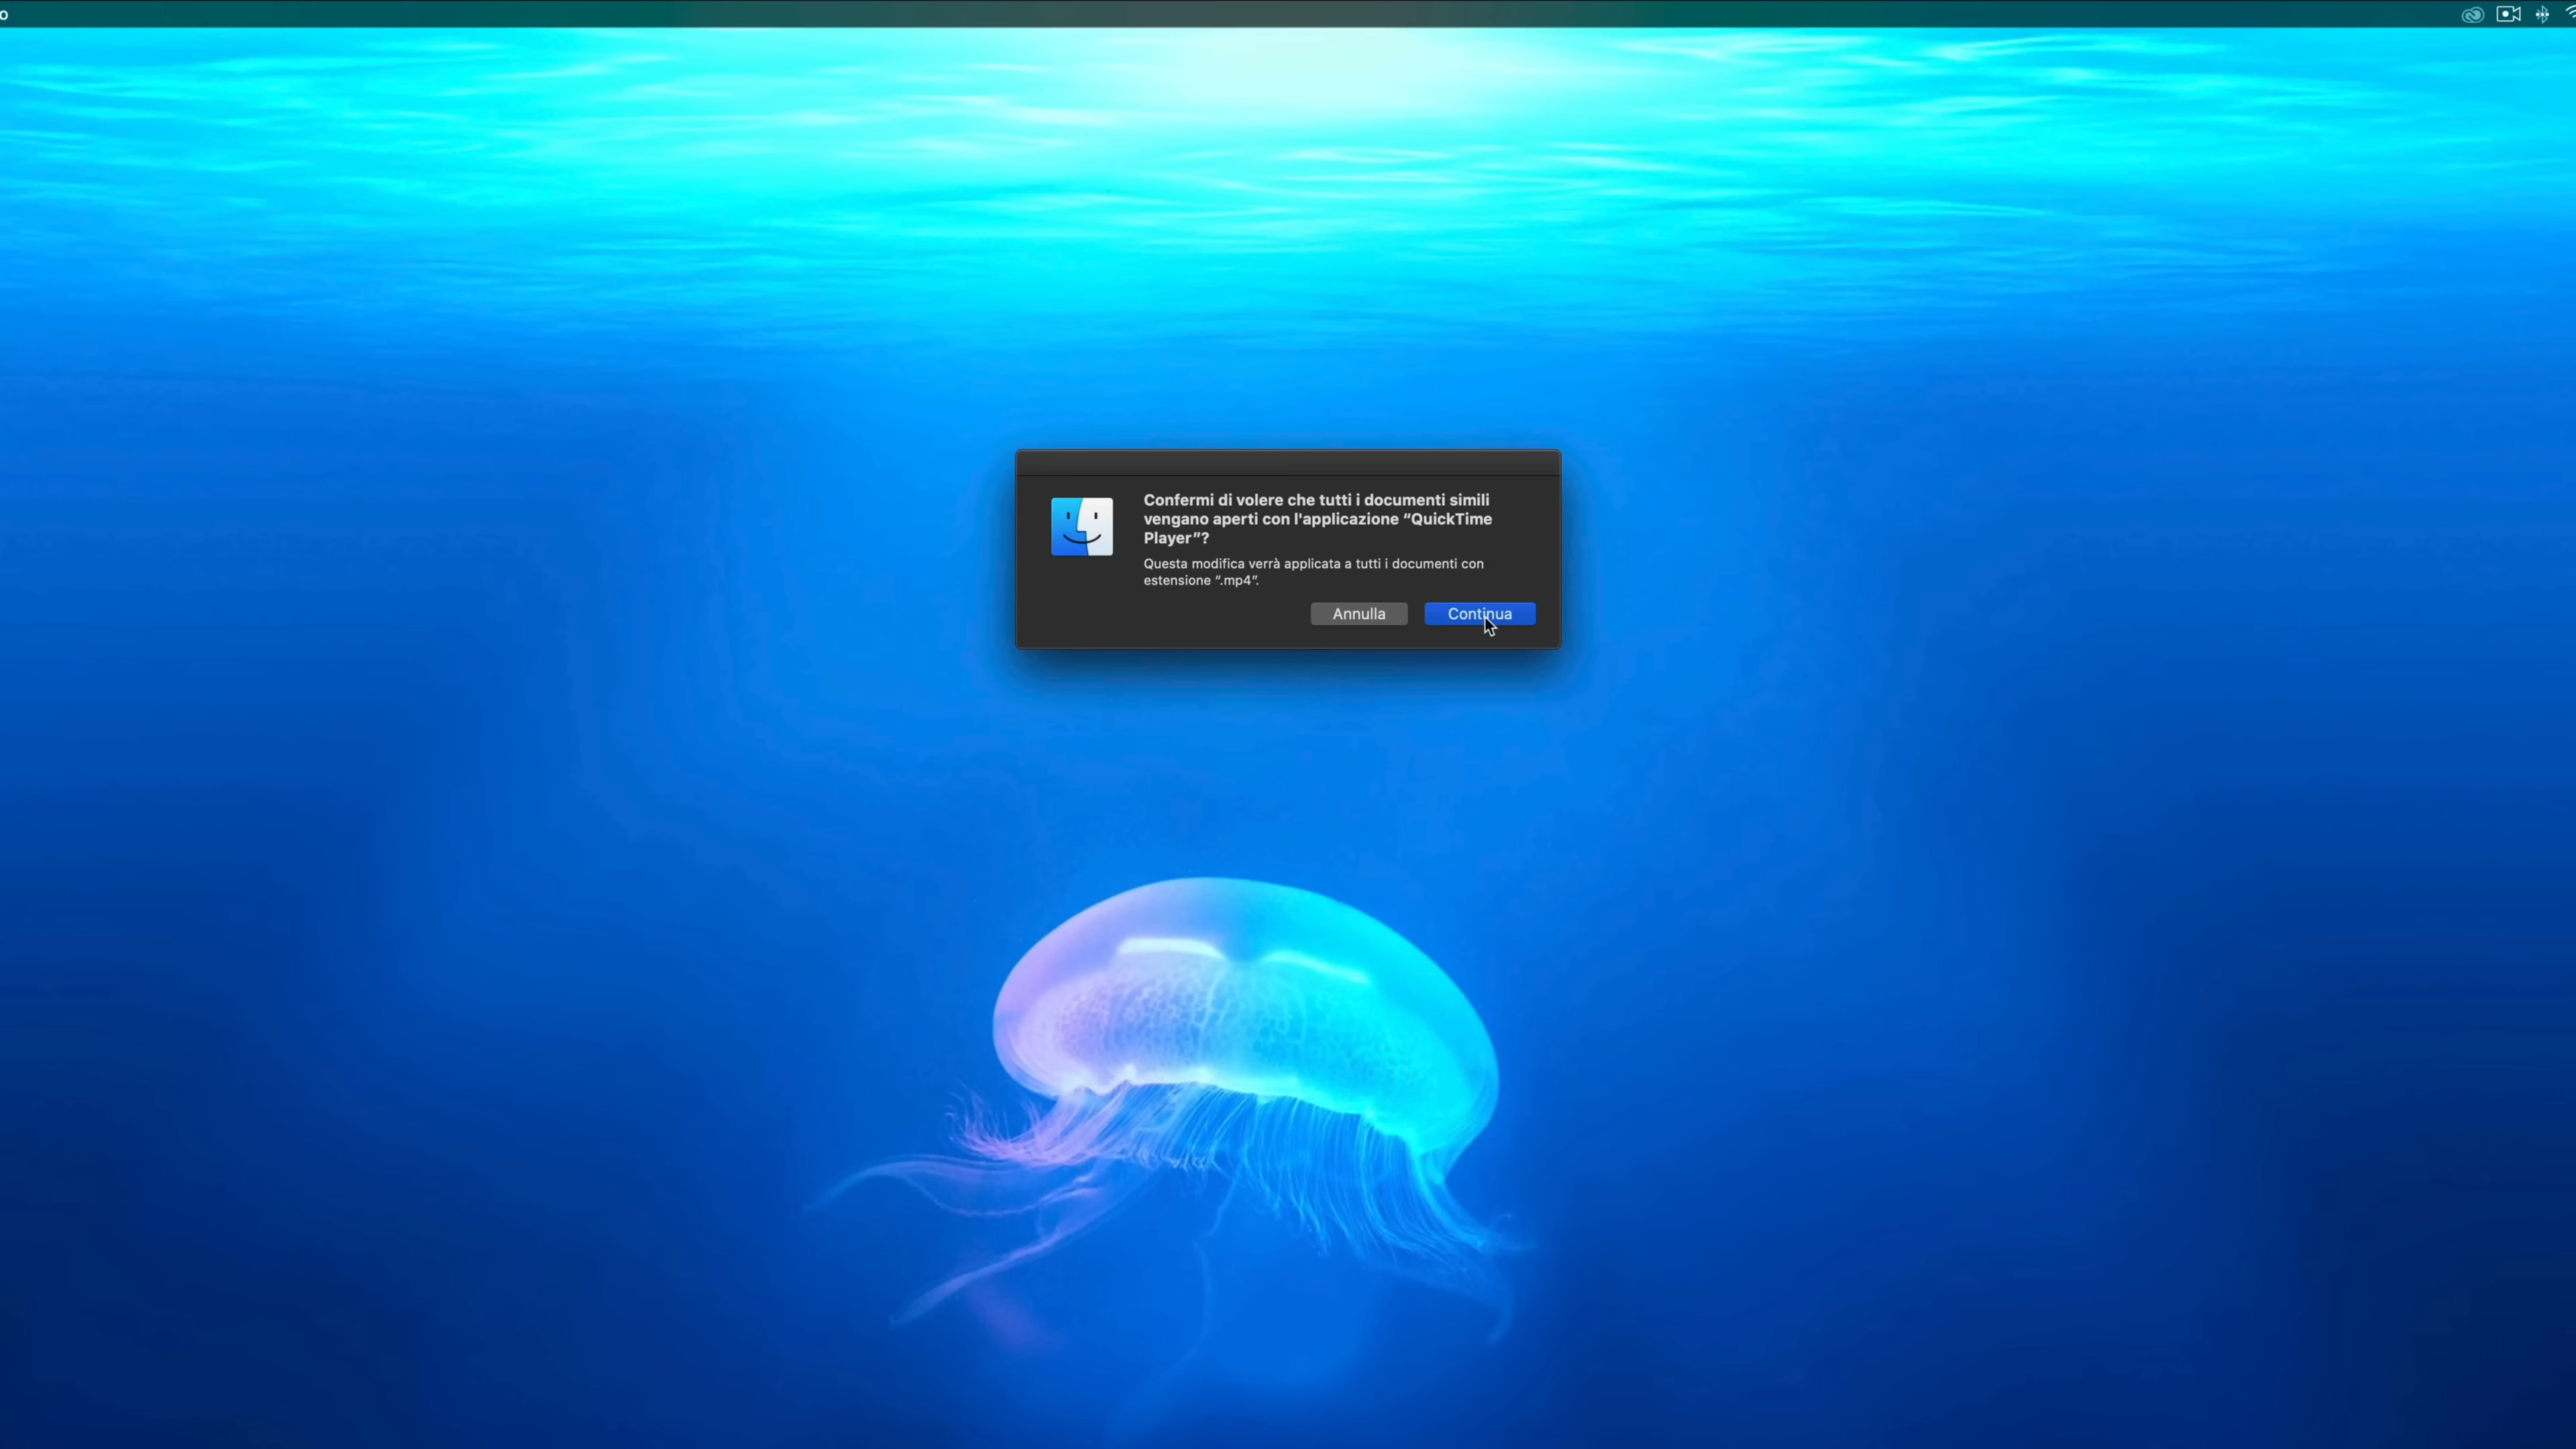 o
Confermi di volere che tutti i documenti simili
vengano aperti con l'applicazione “QuickTime
Player”?
Questa modifica verrà applicata a tutti i documenti con
estensione “.mp4”.
Annulla
Continua